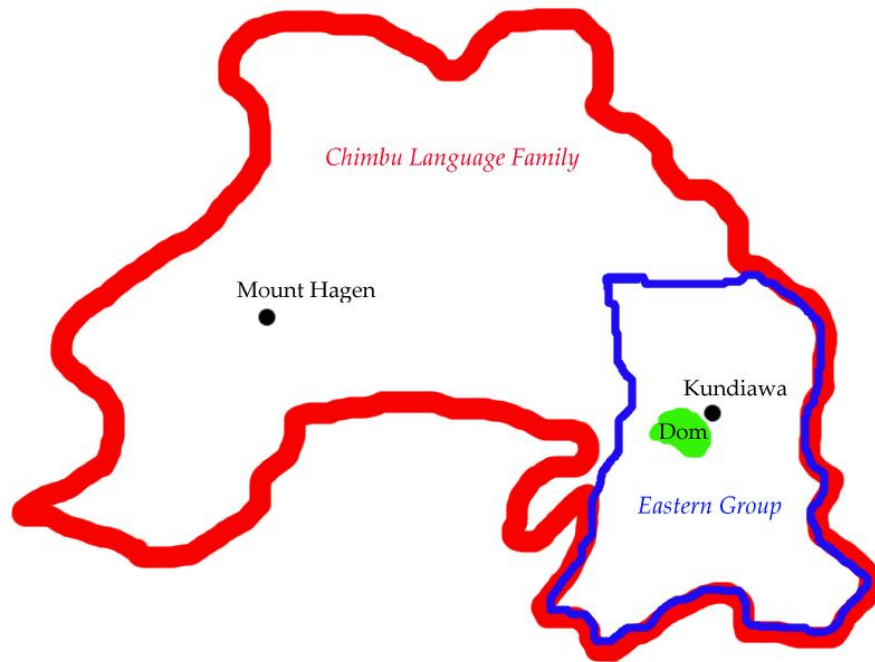 Chimbu Language Family
Mount Hagen
Kundiawa
Dom
Eastern Group